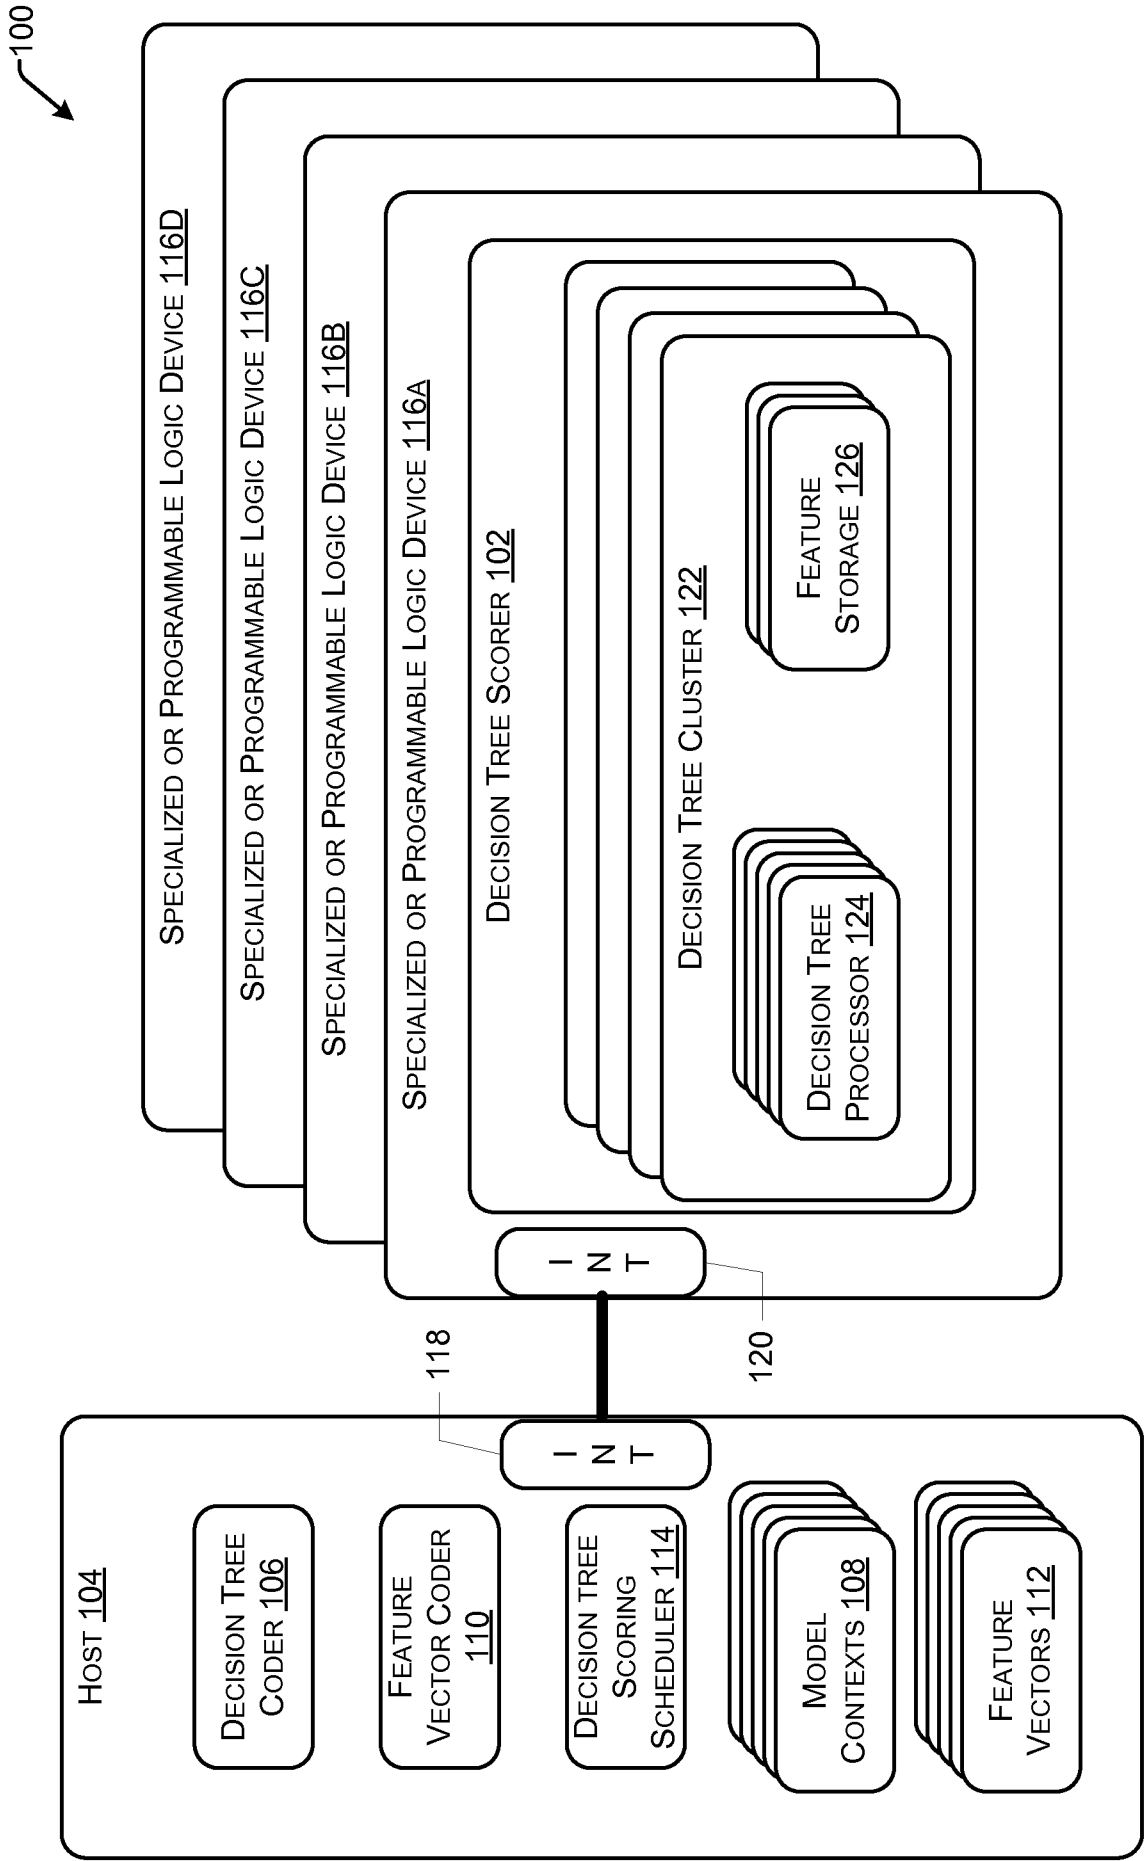 100
HOST 104
DECISION TREE
CODER 106
FEATURE
VECTOR CODER
110
DECISION TREE
SCORING
SCHEDULER 114
MODEL
CONTEXTS 108
FEATURE
VECTORS 112
I
N
T
118
I
N
T
120
SPECIALIZED OR PROGRAMMABLE LOGIC DEVICE 116D
SPECIALIZED OR PROGRAMMABLE LOGIC DEVICE 116C
SPECIALIZED OR PROGRAMMABLE LOGIC DEVICE 116B
SPECIALIZED OR PROGRAMMABLE LOGIC DEVICE 116A
DECISION TREE SCORER 102
DECISION TREE CLUSTER 122
DECISION TREE
PROCESSOR 124
FEATURE
STORAGE 126